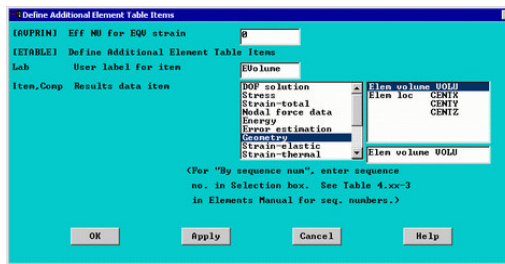 Define Additional Element Table Items
[AVPRIN] Eff NU for EQV strain 0
[ETABLE] Define Additional Element Table Items
Lab User label for item EVolume
Item,Comp Results data item
DOF solution
Stress
Strain-total
Nodal force data
Energy
Error estimation
Geometry
Strain-elastic
Strain-thermal
Elem volume VOLU
Elem loc CENTX
CENTY
CENTZ
Elem volume VOLU
(For "By sequence num", enter sequence
no. in Selection box. See Table 4.xx-3
in Elements Manual for seq. numbers.)
OK Apply Cancel Help